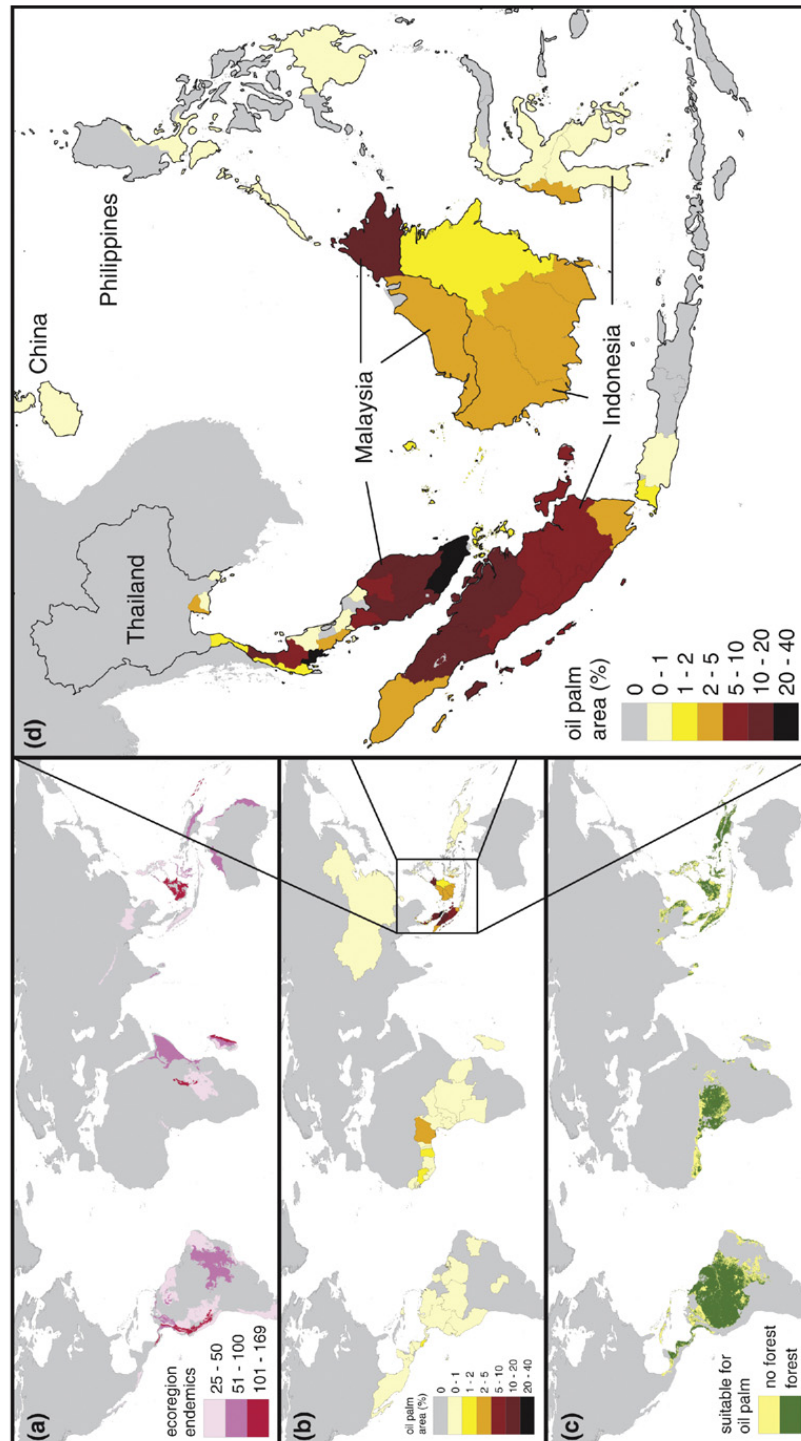 (a)
ecoregion
endemics
25 - 50
51 - 100
101 - 169
(b)
oil palm
area (%)
0
0 - 1
1 - 2
2 - 5
5 - 10
10 - 20
20 - 40
(c)
suitable for
oil palm
no forest
forest
(d)
China
Philippines
Thailand
Malaysia
Indonesia
oil palm
area (%)
0
0 - 1
1 - 2
2 - 5
5 - 10
10 - 20
20 - 40